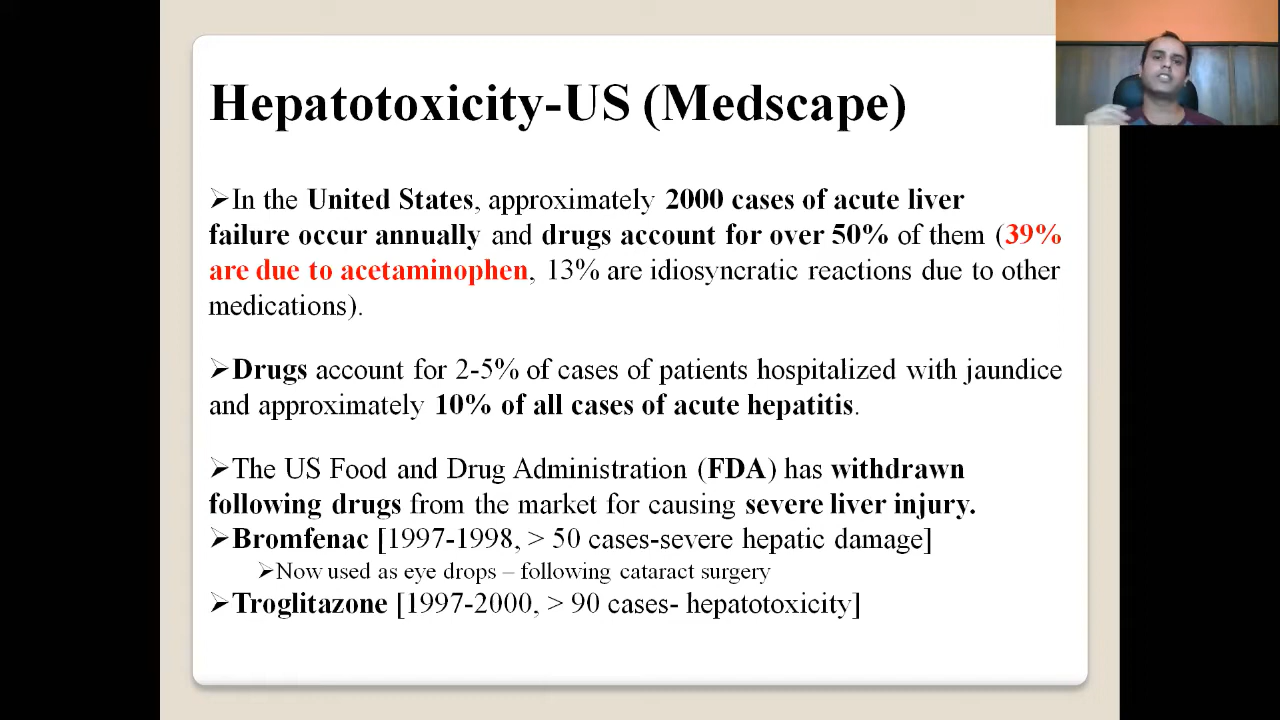 Hepatotoxicity-US (Medscape)
➢In the United States, approximately 2000 cases of acute liver
failure occur annually and drugs account for over 50% of them (39%
are due to acetaminophen, 13% are idiosyncratic reactions due to other
medications).
➢Drugs account for 2-5% of cases of patients hospitalized with jaundice
and approximately 10% of all cases of acute hepatitis.
➢The US Food and Drug Administration (FDA) has withdrawn
following drugs from the market for causing severe liver injury.
➢Bromfenac [1997-1998, > 50 cases-severe hepatic damage]
➢Now used as eye drops – following cataract surgery
➢Troglitazone [1997-2000, > 90 cases- hepatotoxicity]